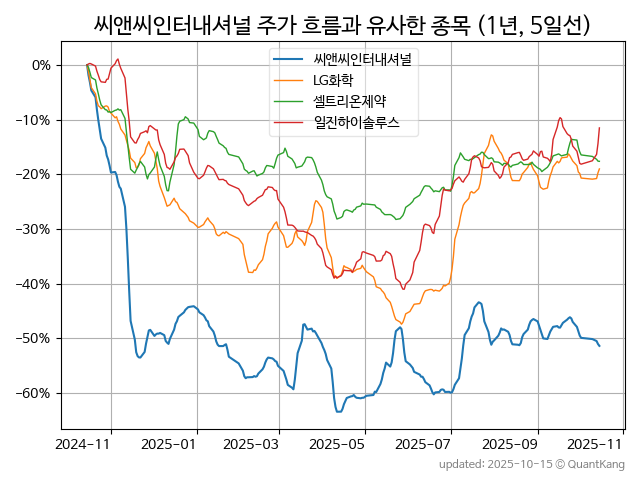 씨앤씨인터내셔널 주가 흐름과 유사한 종목 (1년, 5일선)
씨앤씨인터내셔널
LG화학
셀트리온제약
일진하이솔루스
0%
−10%
−20%
−30%
−40%
−50%
−60%
2024-11 2025-01 2025-03 2025-05 2025-07 2025-09 2025-11
updated: 2025-10-15 © QuantKang